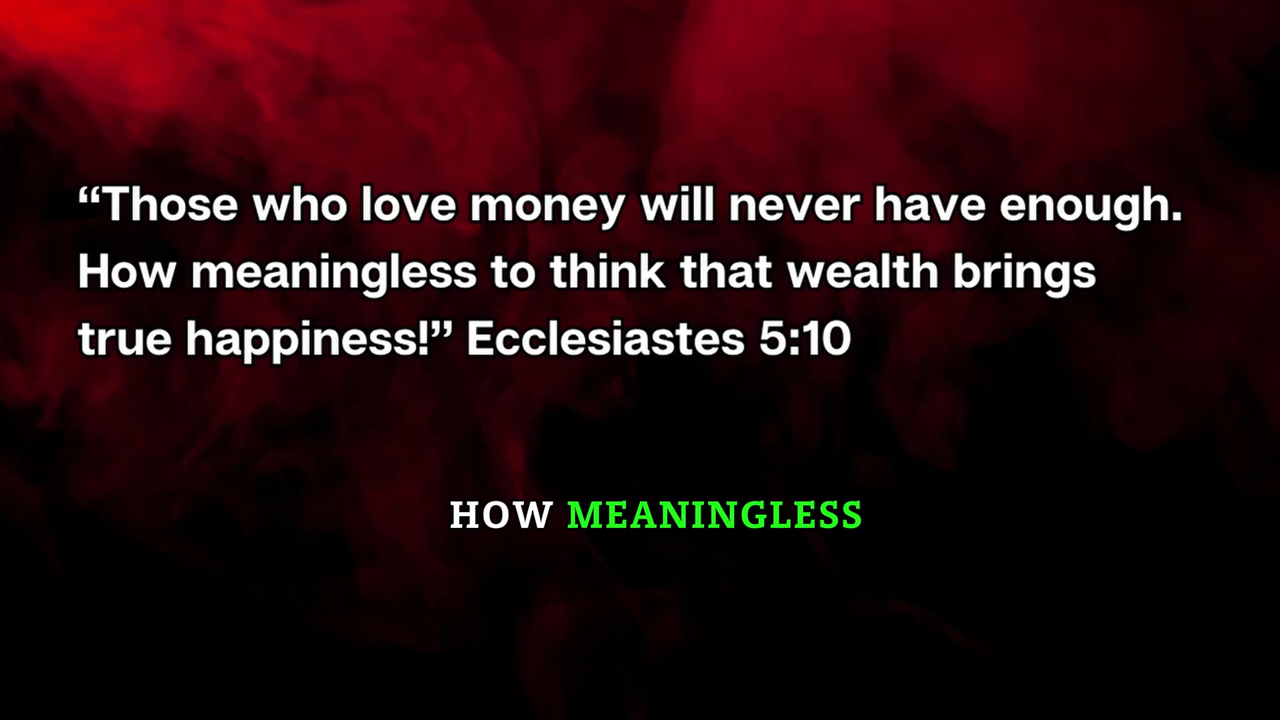 “Those who love money will never have enough.
How meaningless to think that wealth brings
true happiness!” Ecclesiastes 5:10
HOW MEANINGLESS